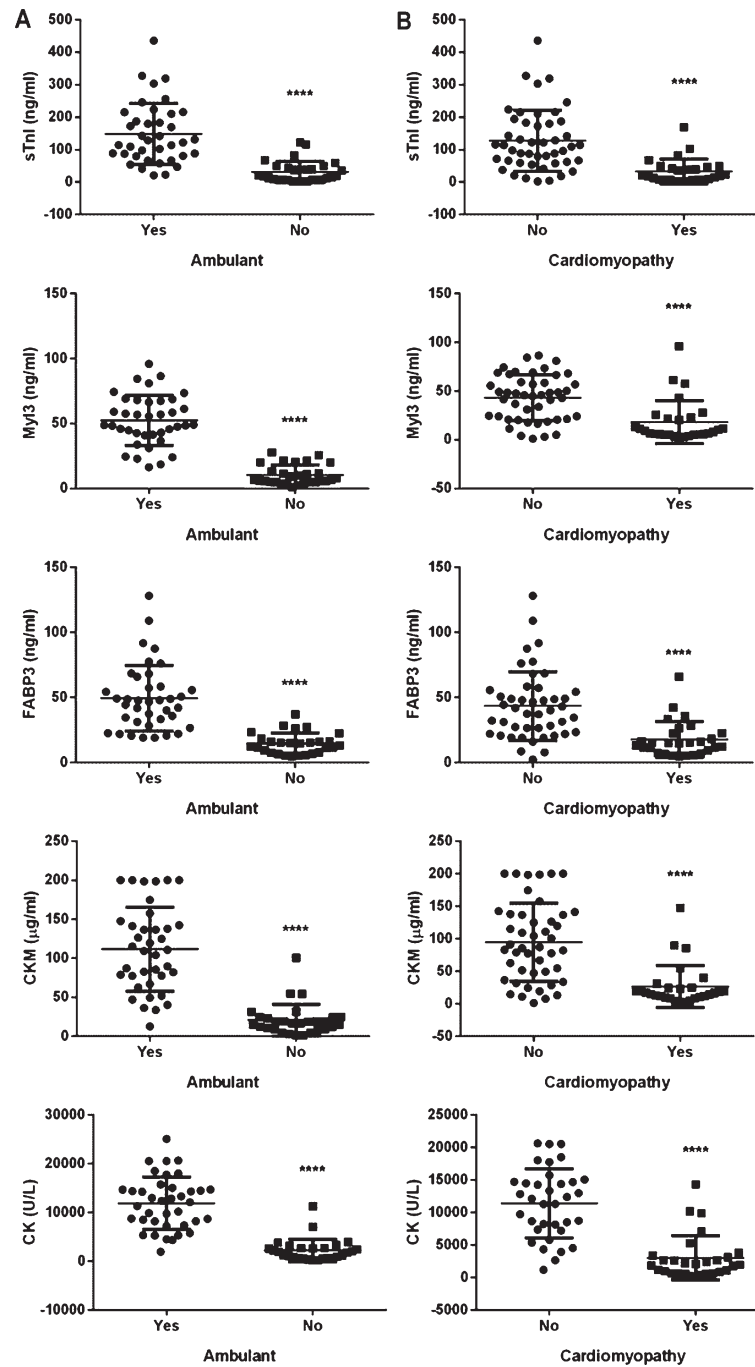 A
B
sTnI (ng/ml)
500
400
300
200
100
0
-100
****
Yes No
Ambulant
sTnI (ng/ml)
500
400
300
200
100
0
-100
****
No Yes
Cardiomyopathy
Myl3 (ng/ml)
150
100
50
0
****
Yes No
Ambulant
Myl3 (ng/ml)
150
100
50
0
-50
****
No Yes
Cardiomyopathy
FABP3 (ng/ml)
150
100
50
0
****
Yes No
Ambulant
FABP3 (ng/ml)
150
100
50
0
****
No Yes
Cardiomyopathy
CKM (µg/ml)
250
200
150
100
50
0
****
Yes No
Ambulant
CKM (µg/ml)
250
200
150
100
50
0
-50
****
No Yes
Cardiomyopathy
CK (U/L)
30000
20000
10000
0
-10000
****
Yes No
Ambulant
CK (U/L)
25000
20000
15000
10000
5000
0
-5000
****
No Yes
Cardiomyopathy